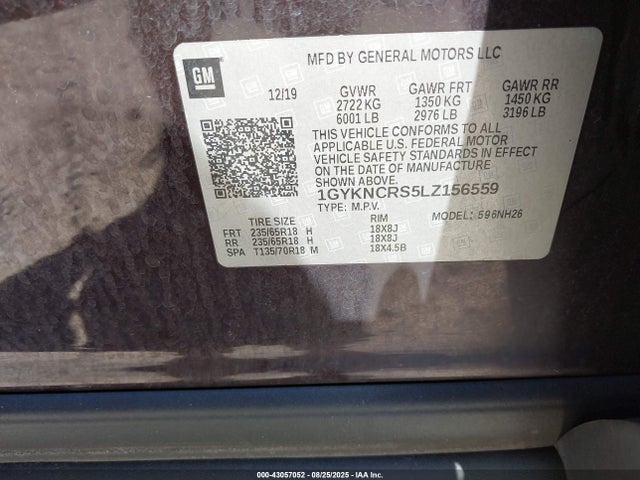 GM
MFD BY GENERAL MOTORS LLC
12/19 GVWR GAWR FRT GAWR RR
2722 KG 1350 KG 1450 KG
6001 LB 2976 LB 3196 LB
THIS VEHICLE CONFORMS TO ALL
APPLICABLE U.S. FEDERAL MOTOR
VEHICLE SAFETY STANDARDS IN EFFECT
ON THE DATE OF MANUFACTURE
SHOWN ABOVE.
1GYKNCRS5LZ156559
TYPE: M.P.V. MODEL: 596NH26
TIRE SIZE RIM
FRT 235/65R18 H 18X8J
RR 235/65R18 H 18X8J
SPA T135/70R18 M 18X4.5B
000-43057052 - 08/25/2025 - IAA Inc.